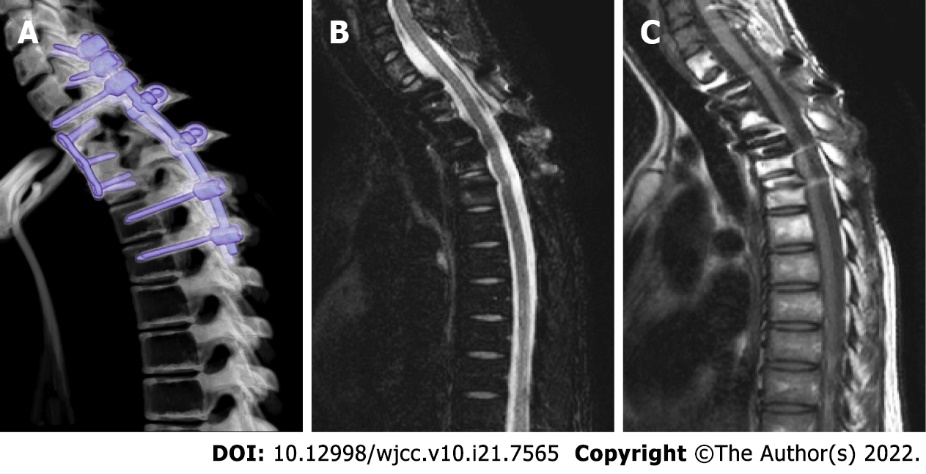 A
B
C
DOI: 10.12998/wjcc.v10.i21.7565 Copyright ©The Author(s) 2022.